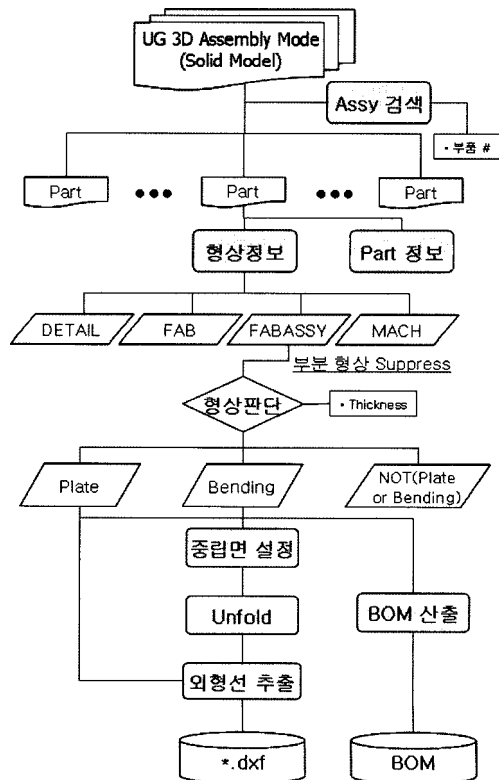 UG 3D Assembly Mode
(Solid Model)
Assy 검색
• 부품 #
Part
•••
Part
•••
Part
형상정보
Part 정보
DETAIL
FAB
FABASSY
MACH
부분 형상 Suppress
형상판단
• Thickness
Plate
Bending
NOT(Plate
or Bending)
중립면 설정
Unfold
BOM 산출
외형선 추출
*.dxf
BOM